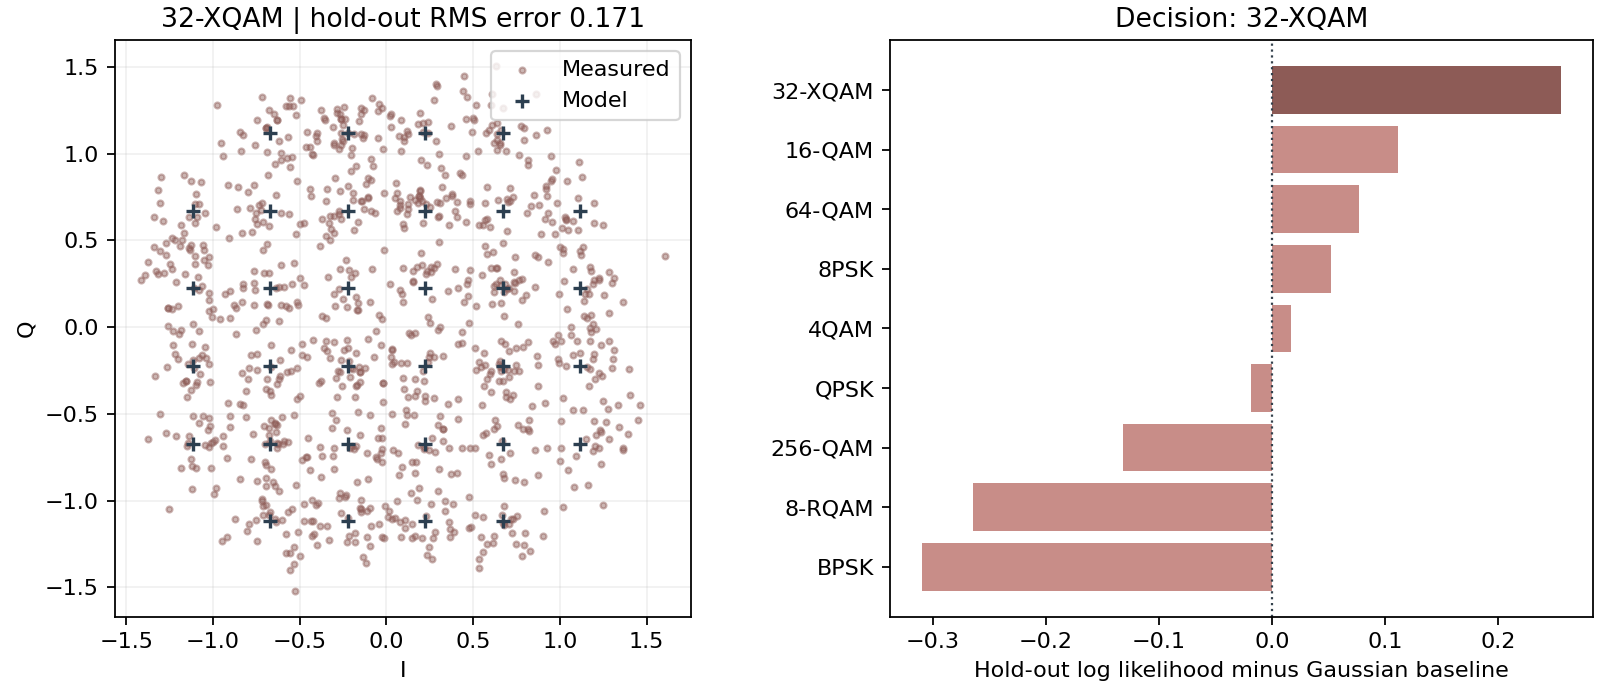 32-XQAM | hold-out RMS error 0.171
Measured
Model
1.5
1.0
0.5
0.0
−0.5
−1.0
−1.5
Q
−1.5 −1.0 −0.5 0.0 0.5 1.0 1.5
I
Decision: 32-XQAM
32-XQAM
16-QAM
64-QAM
8PSK
4QAM
QPSK
256-QAM
8-RQAM
BPSK
−0.3 −0.2 −0.1 0.0 0.1 0.2
Hold-out log likelihood minus Gaussian baseline